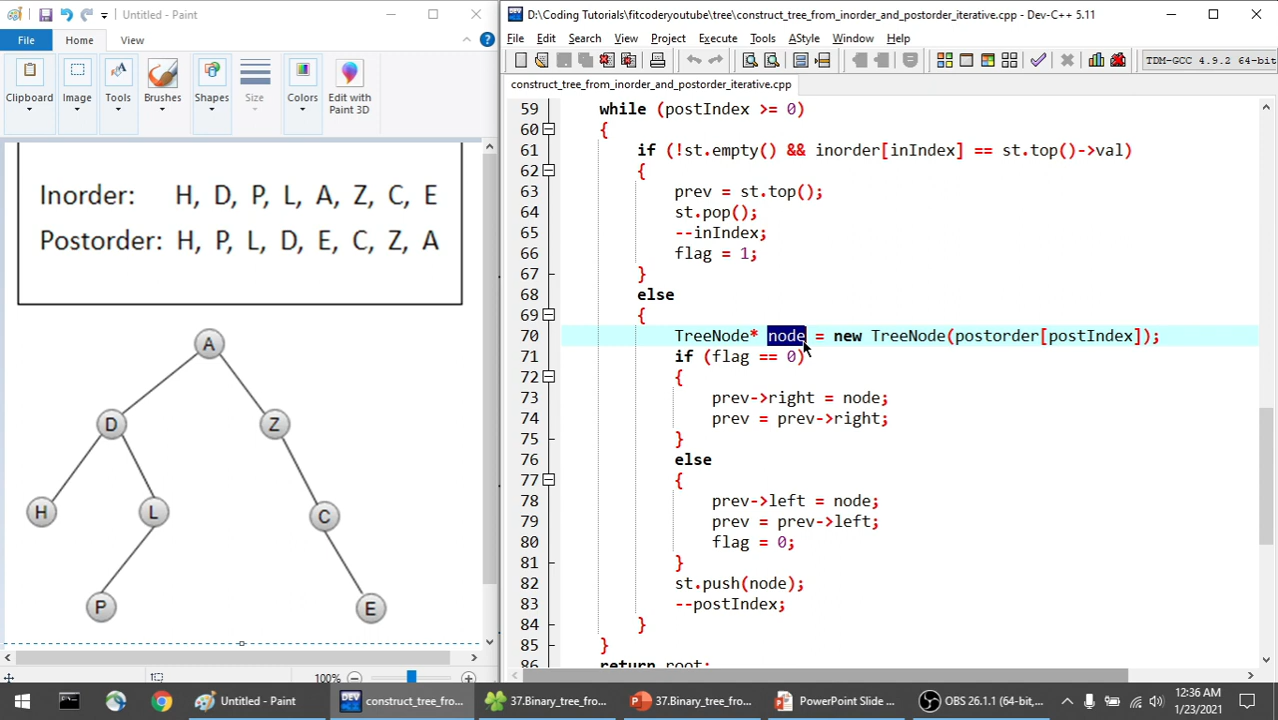 Untitled - Paint
File Home View
Clipboard Image Tools Brushes Shapes Size Colors Edit with Paint 3D
Inorder: H, D, P, L, A, Z, C, E
Postorder: H, P, L, D, E, C, Z, A
A
D Z
H L C
P E
100%
D:\Coding Tutorials\fitcoderyoutube\tree\construct_tree_from_inorder_and_postorder_iterative.cpp - Dev-C++ 5.11
File Edit Search View Project Execute Tools AStyle Window Help
TDM-GCC 4.9.2 64-bit
construct_tree_from_inorder_and_postorder_iterative.cpp
59 while (postIndex >= 0)
60 {
61 if (!st.empty() && inorder[inIndex] == st.top()->val)
62 {
63 prev = st.top();
64 st.pop();
65 --inIndex;
66 flag = 1;
67 }
68 else
69 {
70 TreeNode* node = new TreeNode(postorder[postIndex]);
71 if (flag == 0)
72 {
73 prev->right = node;
74 prev = prev->right;
75 }
76 else
77 {
78 prev->left = node;
79 prev = prev->left;
80 flag = 0;
81 }
82 st.push(node);
83 --postIndex;
84 }
85 }
86 return root;
Untitled - Paint construct_tree_fro... 37.Binary_tree_fro... 37.Binary_tree_fro... PowerPoint Slide ... OBS 26.1.1 (64-bit,...
12:36 AM
1/23/2021